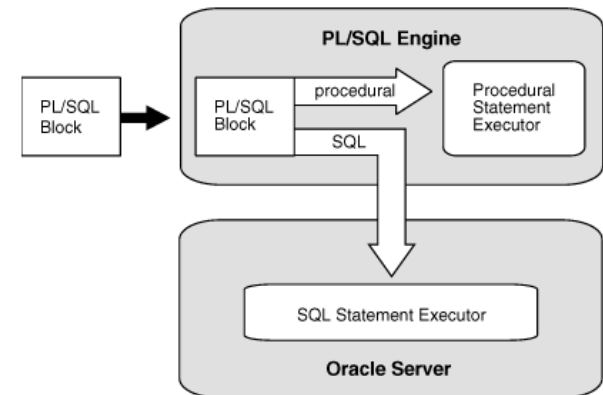 PL/SQL Engine
PL/SQL
Block
PL/SQL
Block
procedural
SQL
Procedural
Statement
Executor
SQL Statement Executor
Oracle Server